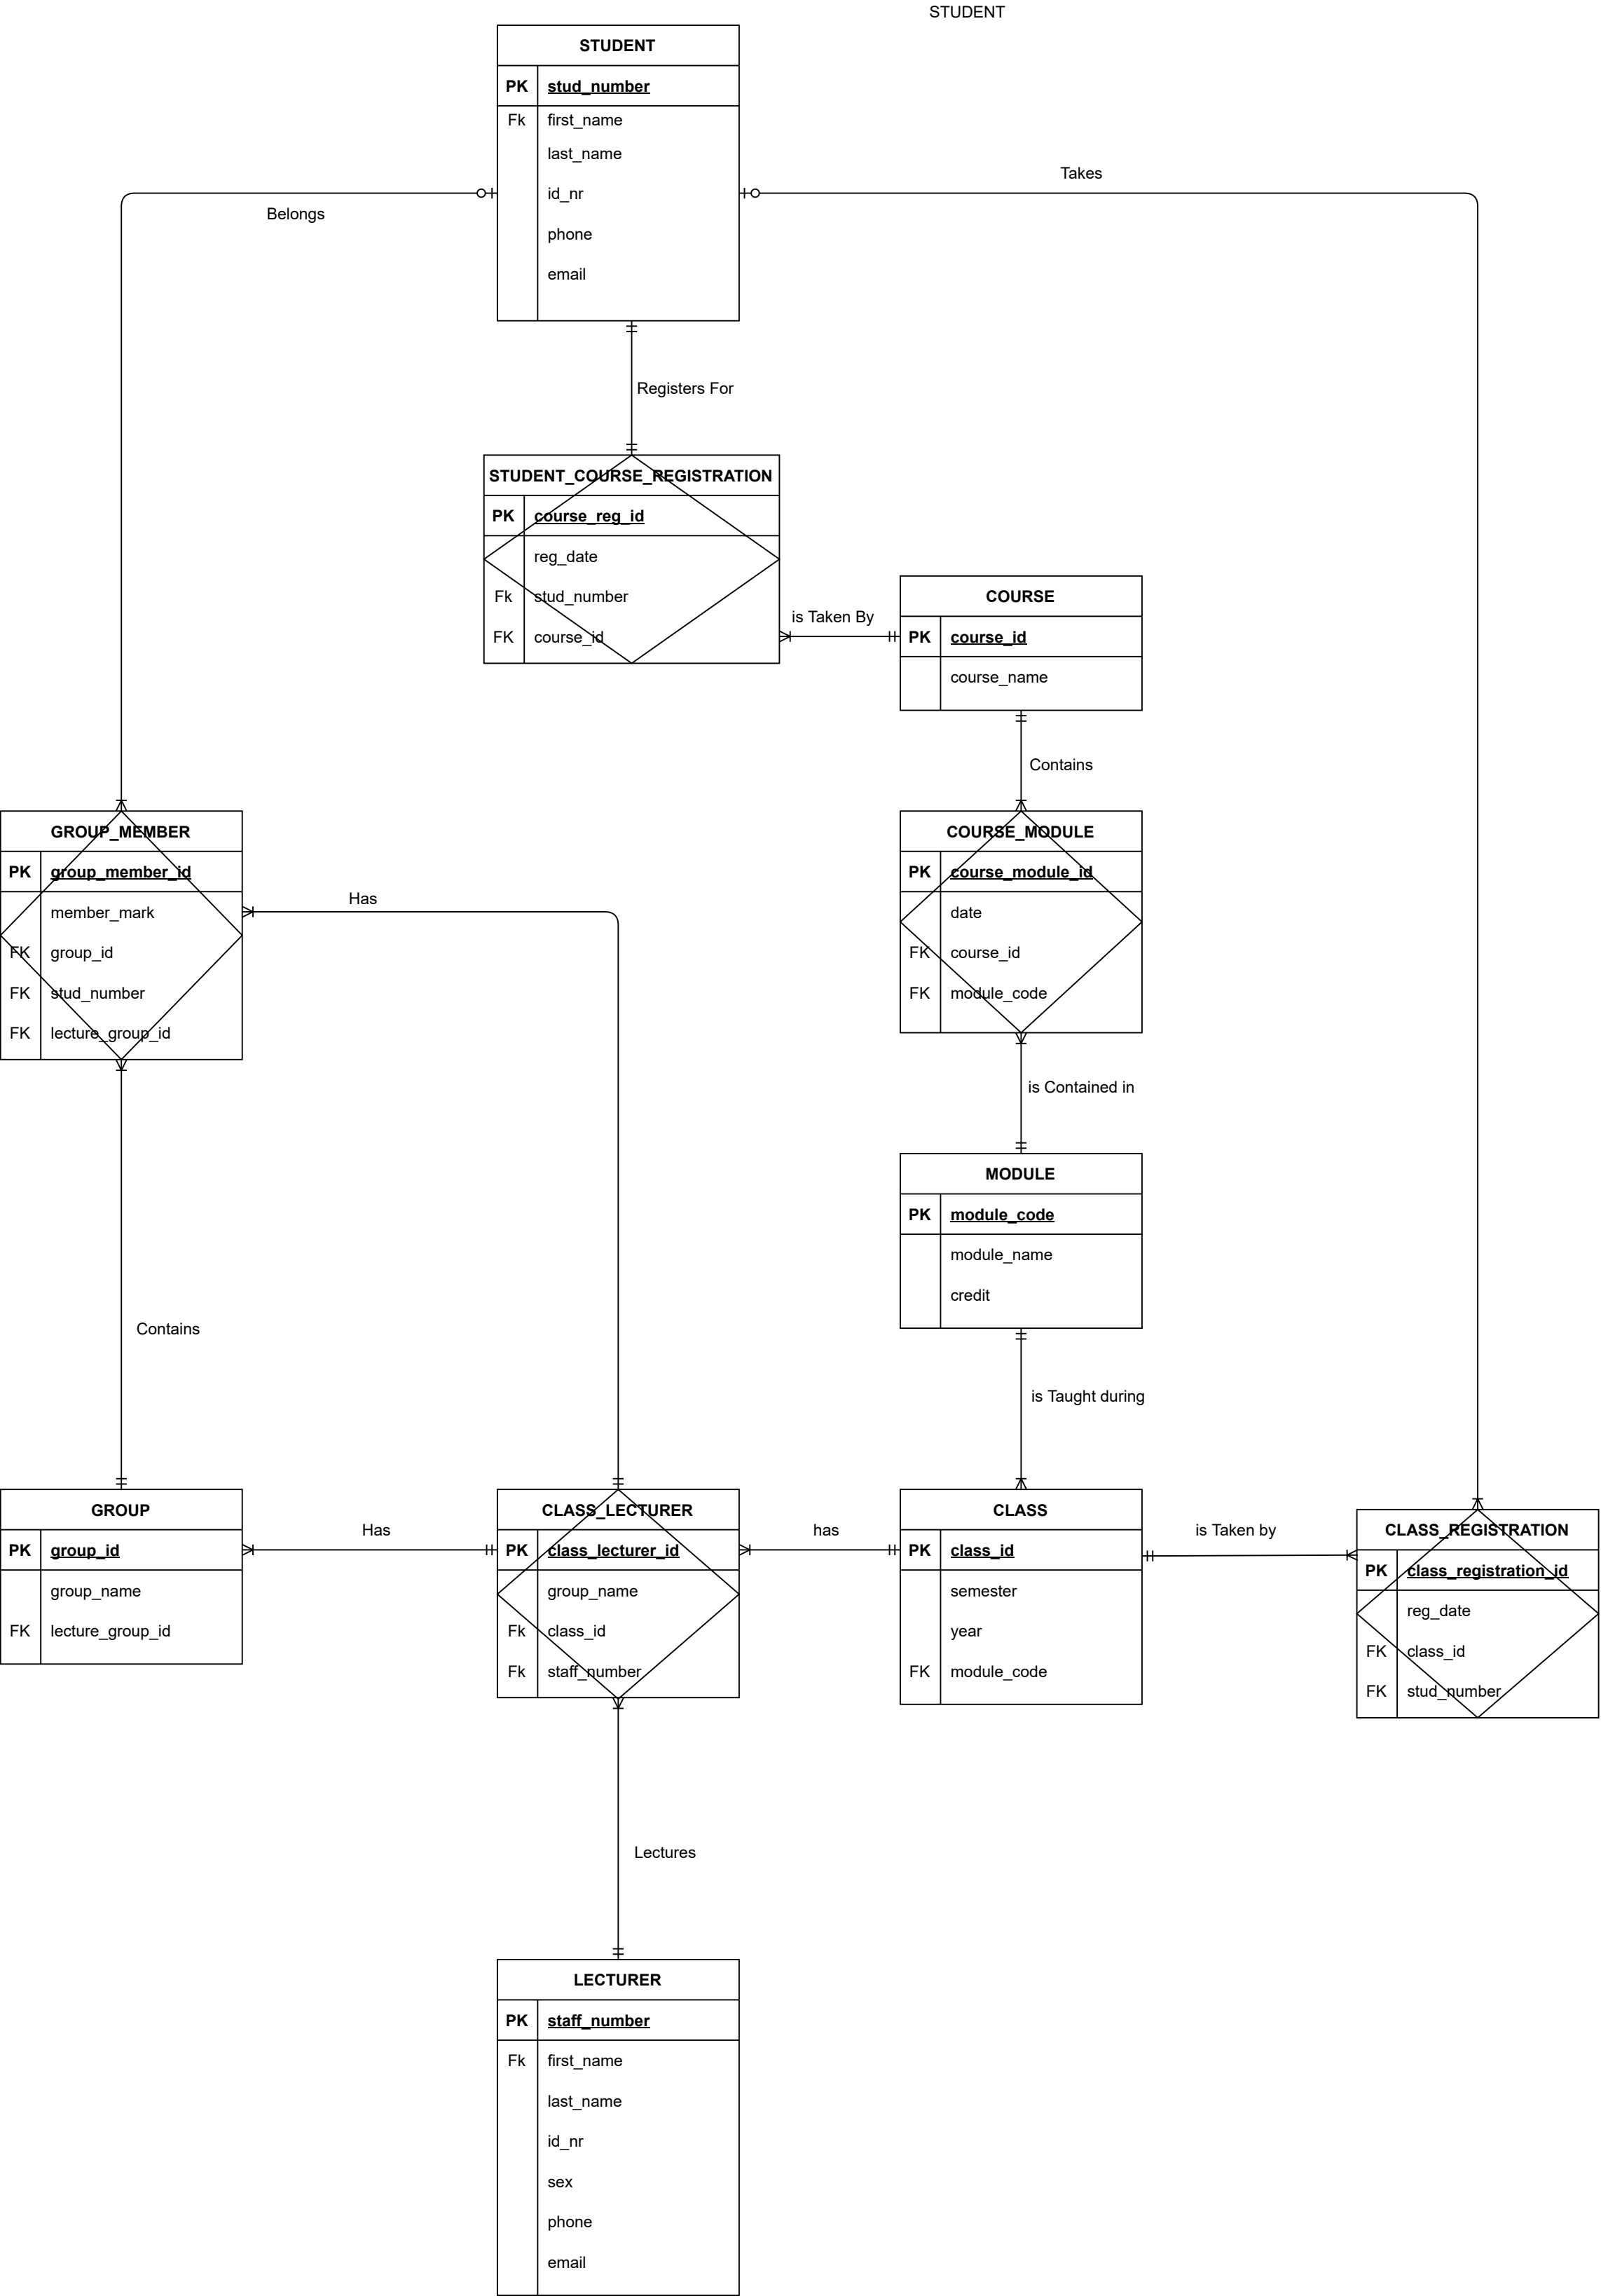 STUDENT
STUDENT
PK stud_number
Fk first_name
last_name
id_nr
phone
email
Takes
Belongs
Registers For
STUDENT_COURSE_REGISTRATION
PK course_reg_id
reg_date
Fk stud_number
FK course_id
is Taken By
COURSE
PK course_id
course_name
Contains
GROUP_MEMBER
PK group_member_id
member_mark
FK group_id
FK stud_number
FK lecture_group_id
Has
COURSE_MODULE
PK course_module_id
date
FK course_id
FK module_code
is Contained in
MODULE
PK module_code
module_name
credit
Contains
is Taught during
GROUP
PK group_id
group_name
FK lecture_group_id
Has
CLASS_LECTURER
PK class_lecturer_id
group_name
Fk class_id
Fk staff_number
has
CLASS
PK class_id
semester
year
FK module_code
is Taken by
CLASS_REGISTRATION
PK class_registration_id
reg_date
FK class_id
FK stud_number
Lectures
LECTURER
PK staff_number
Fk first_name
last_name
id_nr
sex
phone
email